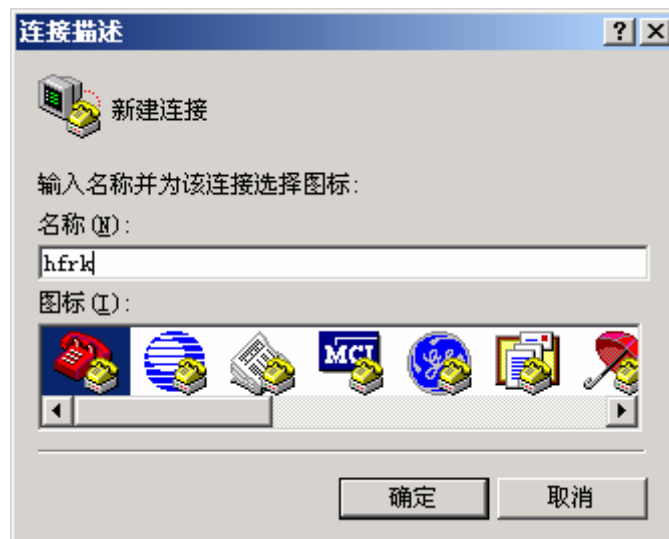 连接描述
新建连接
输入名称并为该连接选择图标:
名称(N):
hfrk
图标(I):
MCI
确定 取消